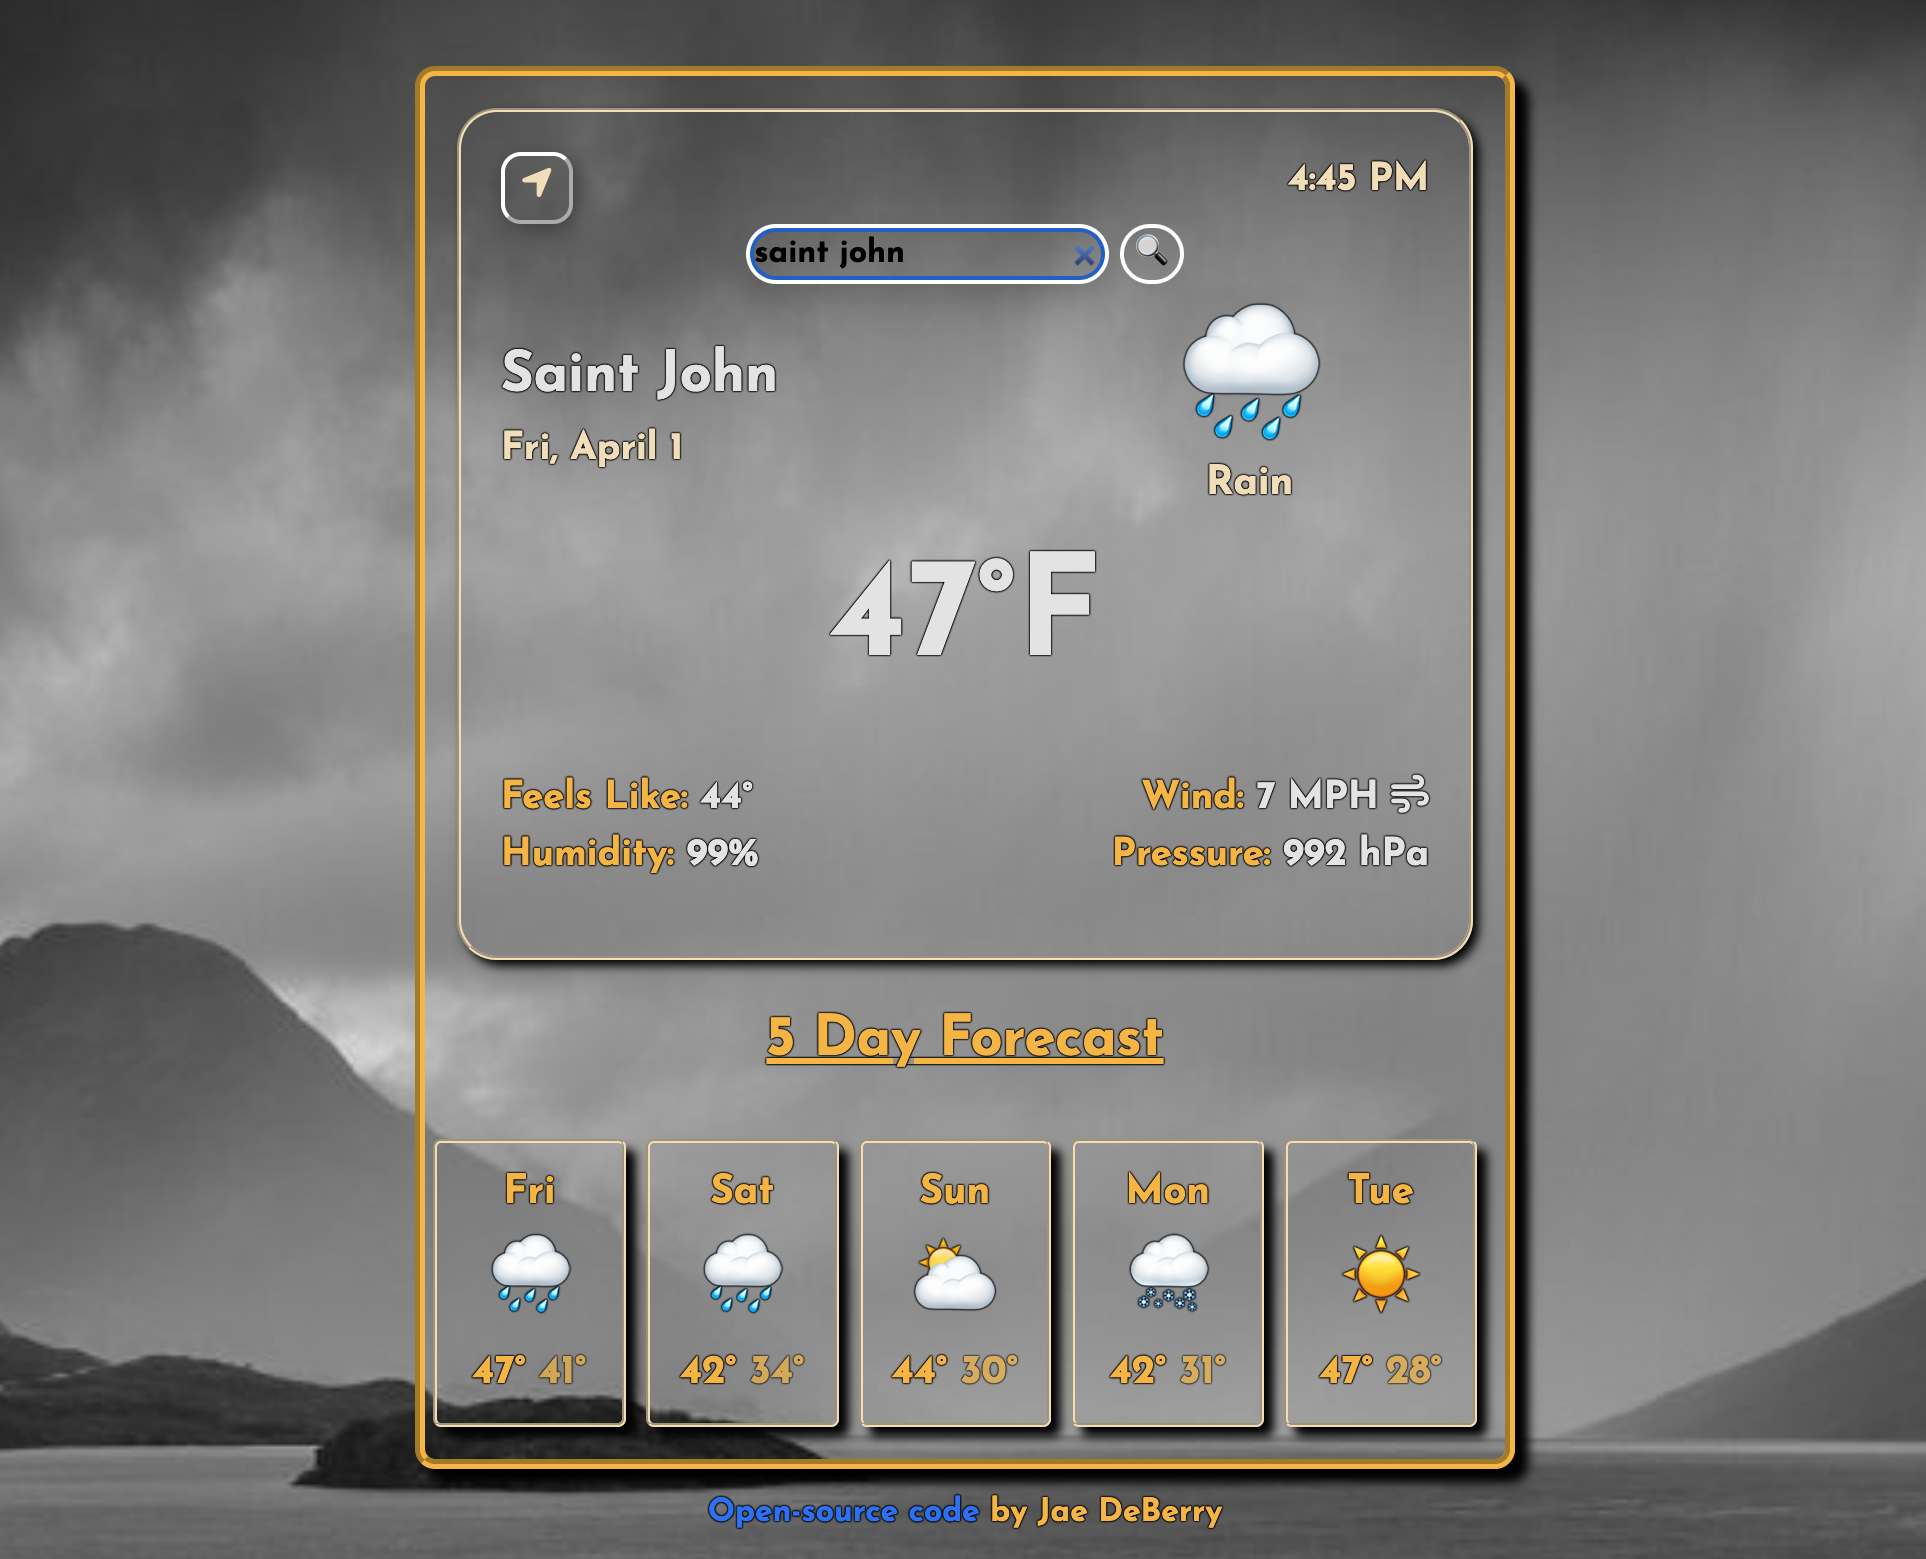 4:45 PM
saint john
Saint John
Fri, April 1
Rain
47°F
Feels Like: 44°
Wind: 7 MPH
Humidity: 99%
Pressure: 992 hPa
5 Day Forecast
Fri
Sat
Sun
Mon
Tue
47° 41°
42° 34°
44° 30°
42° 31°
47° 28°
Open-source code by Jae DeBerry